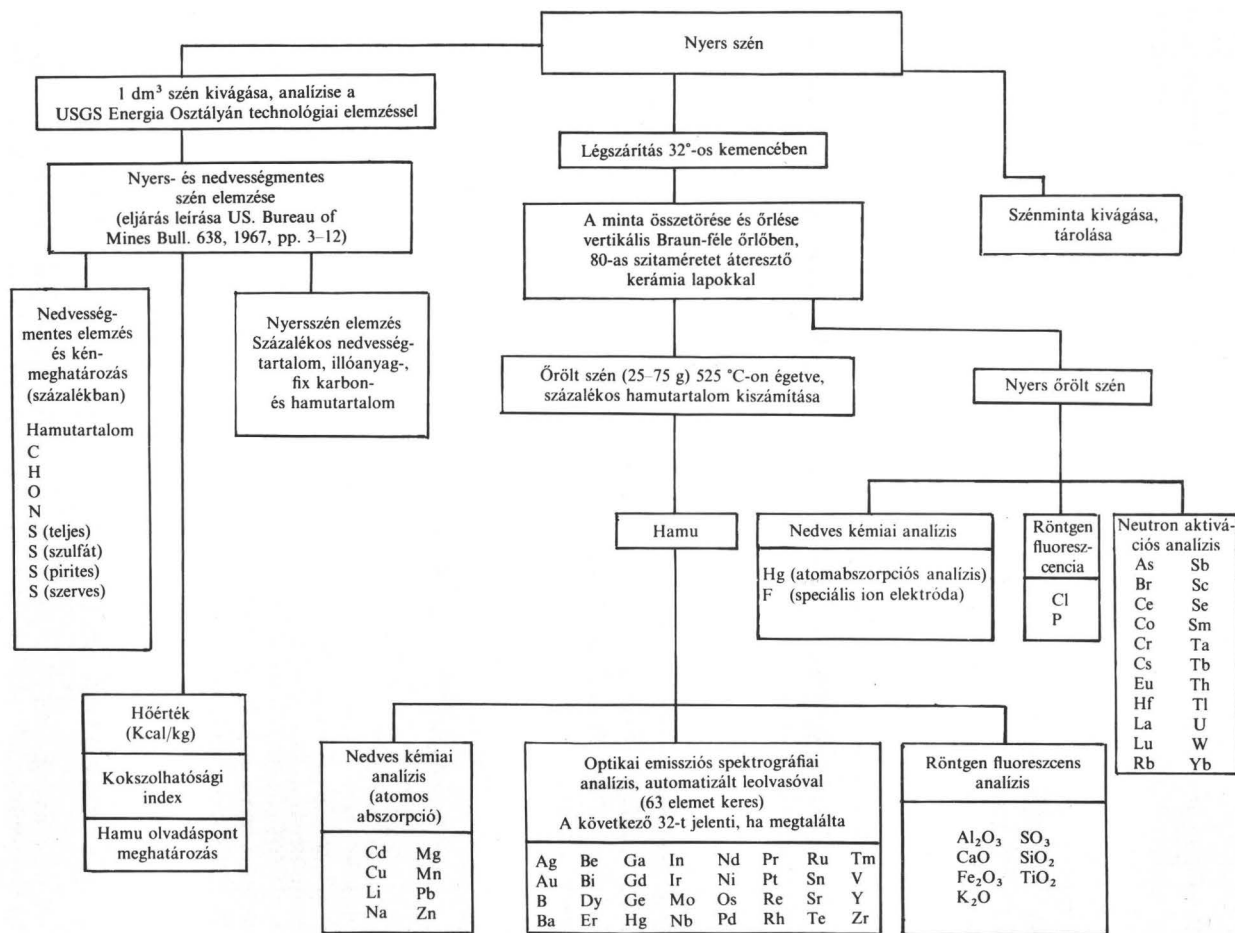 Nyers szén
1 dm³ szén kivágása, analízise a
USGS Energia Osztályán technológiai elemzéssel
Légszárítás 32°-os kemencében
Nyers- és nedvességmentes
szén elemzése
(eljárás leírása US. Bureau of
Mines Bull. 638, 1967, pp. 3–12)
A minta összetörése és őrlése
vertikális Braun-féle őrlőben,
80-as szitaméretet áteresztő
kerámia lapokkal
Szénminta kivágása,
tárolása
Nedvesség-
mentes elemzés
és kén-
meghatározás
(százalékban)
Hamutartalom
C
H
O
N
S (teljes)
S (szulfát)
S (pirites)
S (szerves)
Nyersszén elemzés
Százalékos nedvesség-
tartalom, illóanyag-,
fix karbon-
és hamutartalom
Őrölt szén (25–75 g) 525 °C-on égetve,
százalékos hamutartalom kiszámítása
Nyers őrölt szén
Hamu
Nedves kémiai analízis
Hg (atomabszorpciós analízis)
F (speciális ion elektróda)
Röntgen
fluoresz-
cencia
Cl
P
Neutron aktivá-
ciós analízis
As Sb
Br Sc
Ce Se
Co Sm
Cr Ta
Cs Tb
Eu Th
Hf Tl
La U
Lu W
Rb Yb
Hőérték
(Kcal/kg)
Kokszolhatósági
index
Hamu olvadáspont
meghatározás
Nedves kémiai
analízis
(atomos
abszorpció)
Cd Mg
Cu Mn
Li Pb
Na Zn
Optikai emissziós spektrográfiai
analízis, automatizált leolvasóval
(63 elemet keres)
A következő 32-t jelenti, ha megtalálta
Ag Be Ga In Nd Pr Ru Tm
Au Bi Gd Ir Ni Pt Sn V
B Dy Ge Mo Os Re Sr Y
Ba Er Hg Nb Pd Rh Te Zr
Röntgen fluoreszcens
analízis
Al₂O₃ SO₃
CaO SiO₂
Fe₂O₃ TiO₂
K₂O